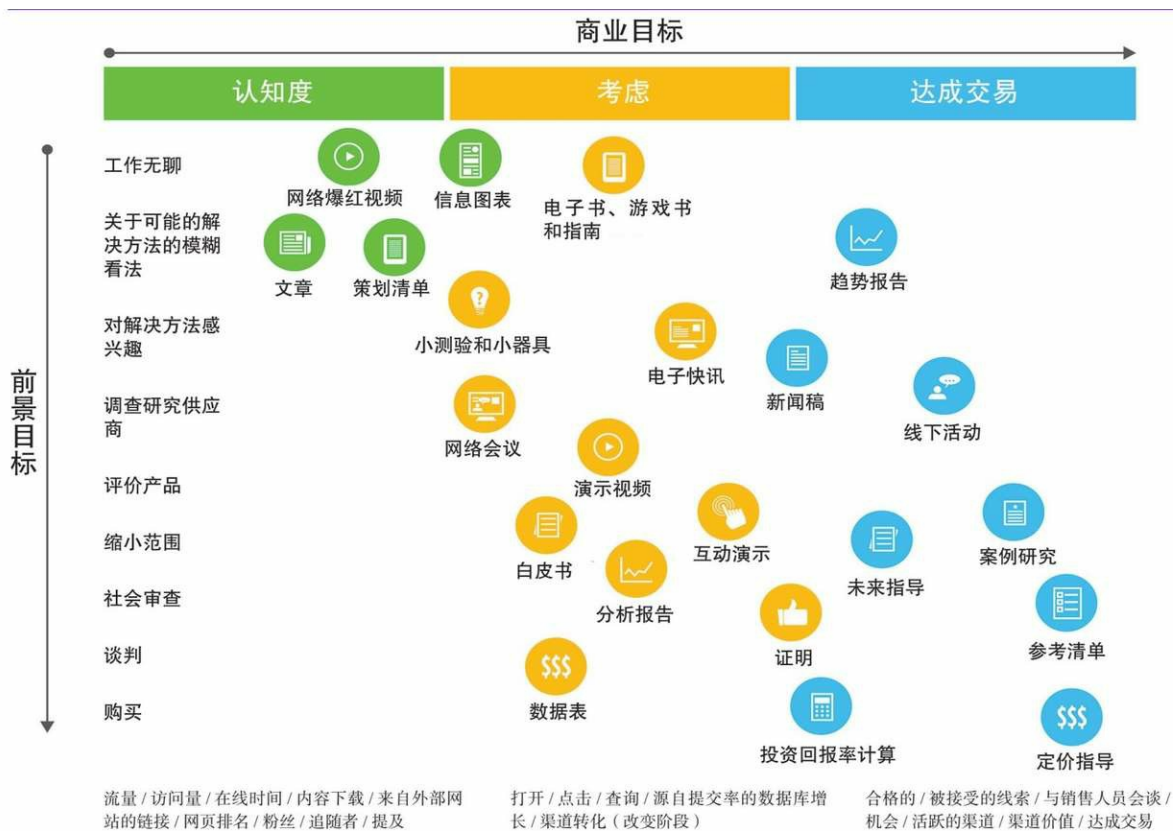 商业目标
认知度
考虑
达成交易
前景目标
工作无聊
关于可能的解
决方法的模糊
看法
对解决方法感
兴趣
调查研究供应
商
评价产品
缩小范围
社会审查
谈判
购买
网络爆红视频
信息图表
电子书、游戏书
和指南
文章
策划清单
趋势报告
小测验和小器具
电子快讯
新闻稿
线下活动
网络会议
演示视频
白皮书
互动演示
未来指导
案例研究
分析报告
证明
参考清单
$$$
数据表
投资回报率计算
$$$
定价指导
流量 / 访问量 / 在线时间 / 内容下载 / 来自外部网
站的链接 / 网页排名 / 粉丝 / 追随者 / 提及
打开 / 点击 / 查询 / 源自提交率的数据库增
长 / 渠道转化（改变阶段）
合格的 / 被接受的线索 / 与销售人员会谈 /
机会 / 活跃的渠道 / 渠道价值 / 达成交易